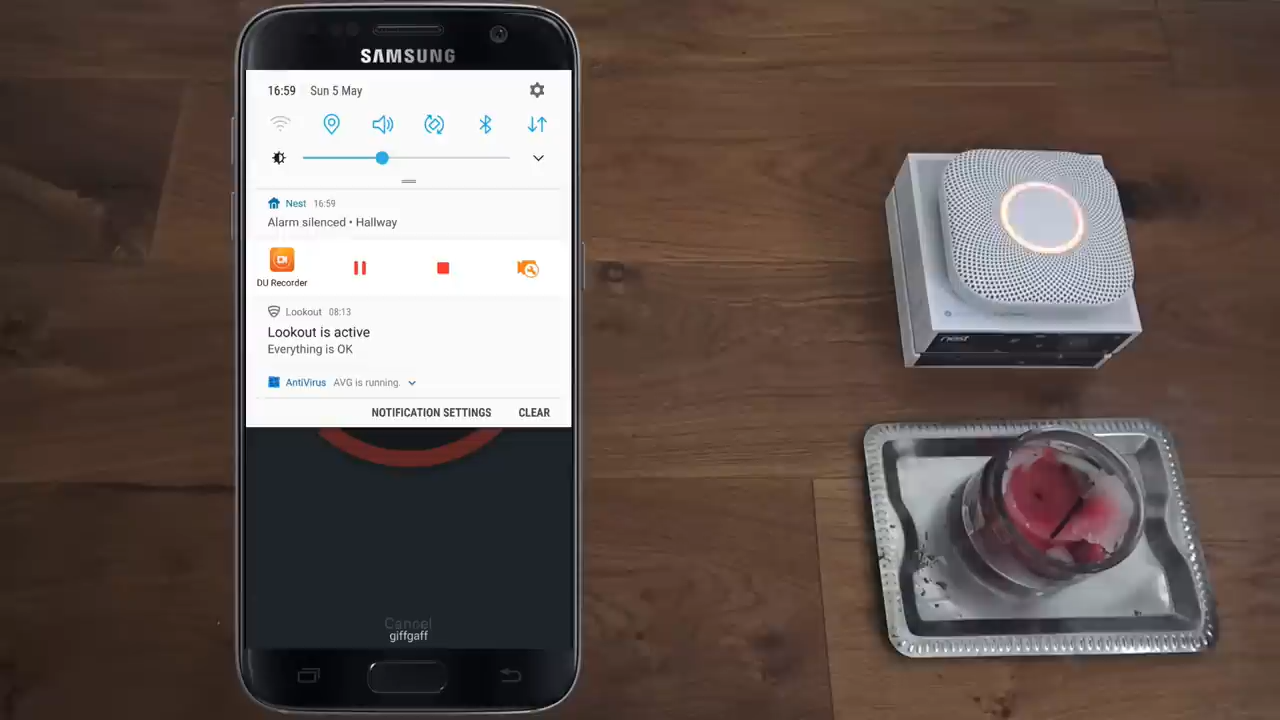 SAMSUNG
16:59 Sun 5 May
Nest 16:59
Alarm silenced • Hallway
DU Recorder
Lookout 08:13
Lookout is active
Everything is OK
AntiVirus AVG is running.
NOTIFICATION SETTINGS CLEAR
Cancel
giffgaff
nest